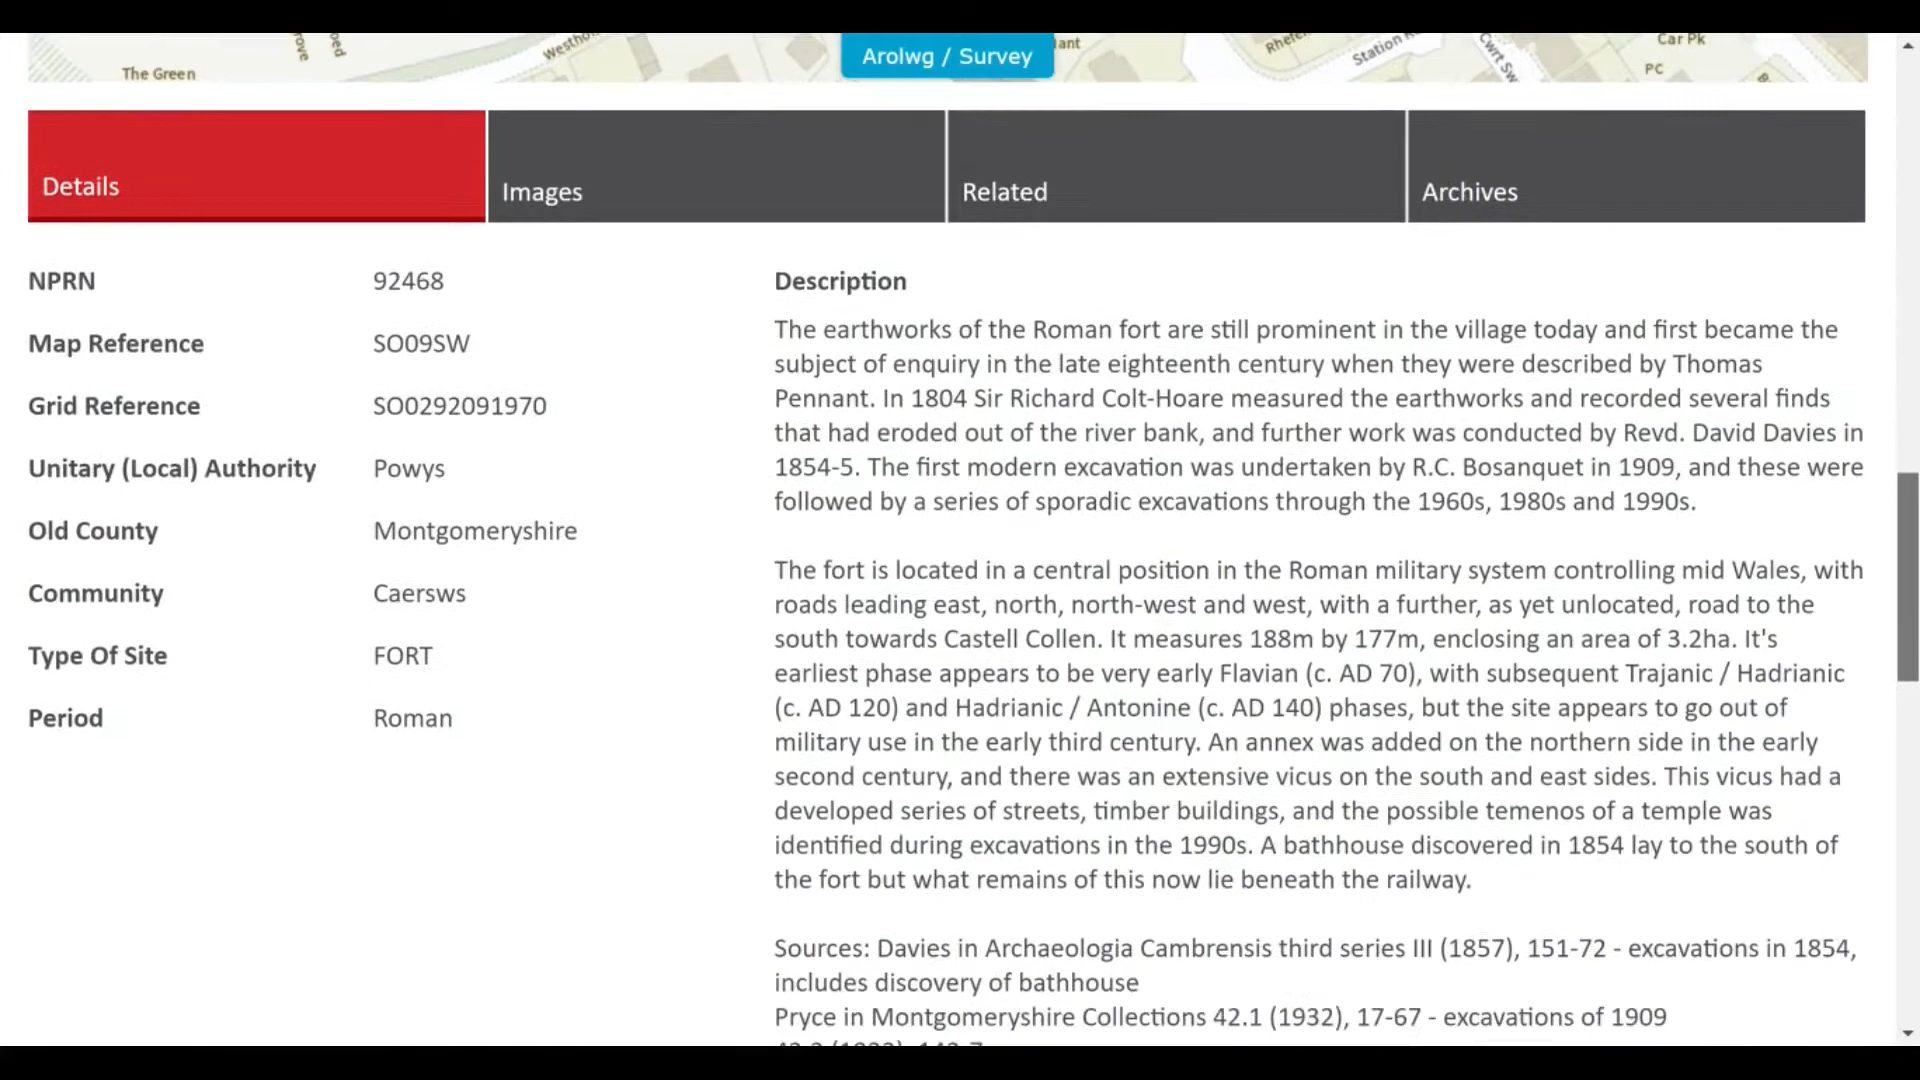 The Green
Westho
Arolwg / Survey
ant
Station
Car Pk
PC
Cwrt Sw
Details
Images
Related
Archives
NPRN 92468
Map Reference SO09SW
Grid Reference SO0292091970
Unitary (Local) Authority Powys
Old County Montgomeryshire
Community Caersws
Type Of Site FORT
Period Roman
Description
The earthworks of the Roman fort are still prominent in the village today and first became the
subject of enquiry in the late eighteenth century when they were described by Thomas
Pennant. In 1804 Sir Richard Colt-Hoare measured the earthworks and recorded several finds
that had eroded out of the river bank, and further work was conducted by Revd. David Davies in
1854-5. The first modern excavation was undertaken by R.C. Bosanquet in 1909, and these were
followed by a series of sporadic excavations through the 1960s, 1980s and 1990s.
The fort is located in a central position in the Roman military system controlling mid Wales, with
roads leading east, north, north-west and west, with a further, as yet unlocated, road to the
south towards Castell Collen. It measures 188m by 177m, enclosing an area of 3.2ha. It's
earliest phase appears to be very early Flavian (c. AD 70), with subsequent Trajanic / Hadrianic
(c. AD 120) and Hadrianic / Antonine (c. AD 140) phases, but the site appears to go out of
military use in the early third century. An annex was added on the northern side in the early
second century, and there was an extensive vicus on the south and east sides. This vicus had a
developed series of streets, timber buildings, and the possible temenos of a temple was
identified during excavations in the 1990s. A bathhouse discovered in 1854 lay to the south of
the fort but what remains of this now lie beneath the railway.
Sources: Davies in Archaeologia Cambrensis third series III (1857), 151-72 - excavations in 1854,
includes discovery of bathhouse
Pryce in Montgomeryshire Collections 42.1 (1932), 17-67 - excavations of 1909